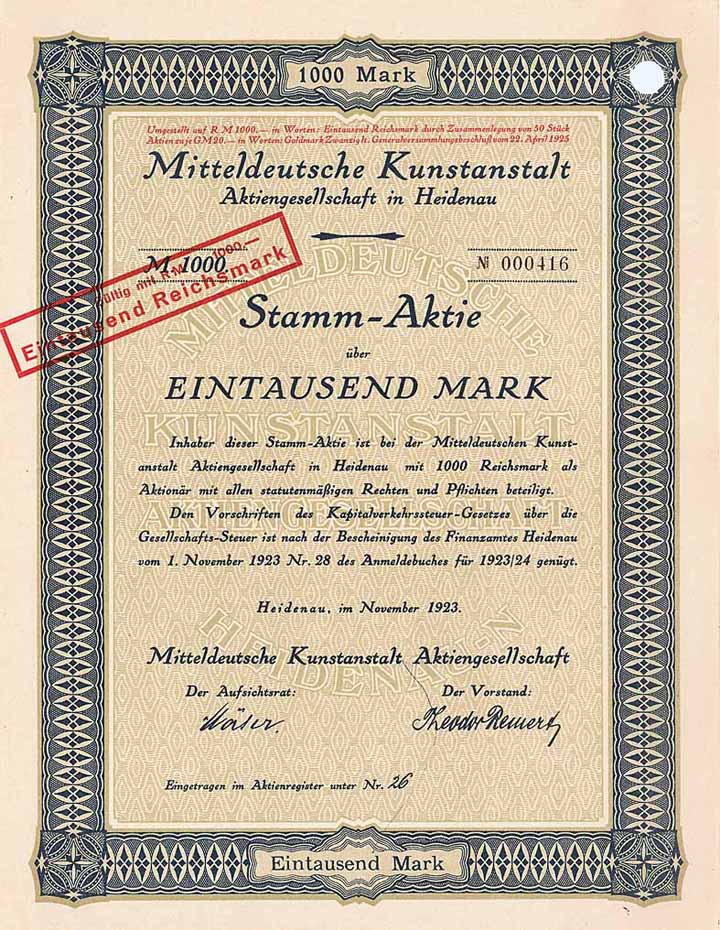 1000 Mark
Umgestellt auf R.M 1000.— in Worten: Eintausend Reichsmark durch Zusammenlegung von 50 Stück
Aktien zu je GM 20.— in Worten: Goldmark Zwanzig lt. Generalversammlungsbeschluß vom 22. April 1925
Mitteldeutsche Kunstanstalt
Aktiengesellschaft in Heidenau
M. 1000
№ 000416
Gültig mit R.M. 1000.—
Eintausend Reichsmark
MITTELDEUTSCHE
Stamm-Aktie
über
EINTAUSEND MARK
KUNSTANSTALT
Inhaber dieser Stamm-Aktie ist bei der Mitteldeutschen Kunst-
anstalt Aktiengesellschaft in Heidenau mit 1000 Reichsmark als
Aktionär mit allen statutenmäßigen Rechten und Pflichten beteiligt.
AKTIENGESELLSCHAFT
Den Vorschriften des Kapitalverkehrssteuer-Gesetzes über die
Gesellschafts-Steuer ist nach der Bescheinigung des Finanzamtes Heidenau
vom 1. November 1923 Nr. 28 des Anmeldebuches für 1923/24 genügt.
Heidenau, im November 1923.
Mitteldeutsche Kunstanstalt Aktiengesellschaft
Der Aufsichtsrat:
Der Vorstand:
Eingetragen im Aktienregister unter Nr. 26
Eintausend Mark